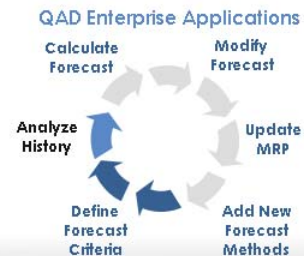 QAD Enterprise Applications
Calculate
Forecast
Modify
Forecast
Analyze
History
Update
MRP
Define
Forecast
Criteria
Add New
Forecast
Methods